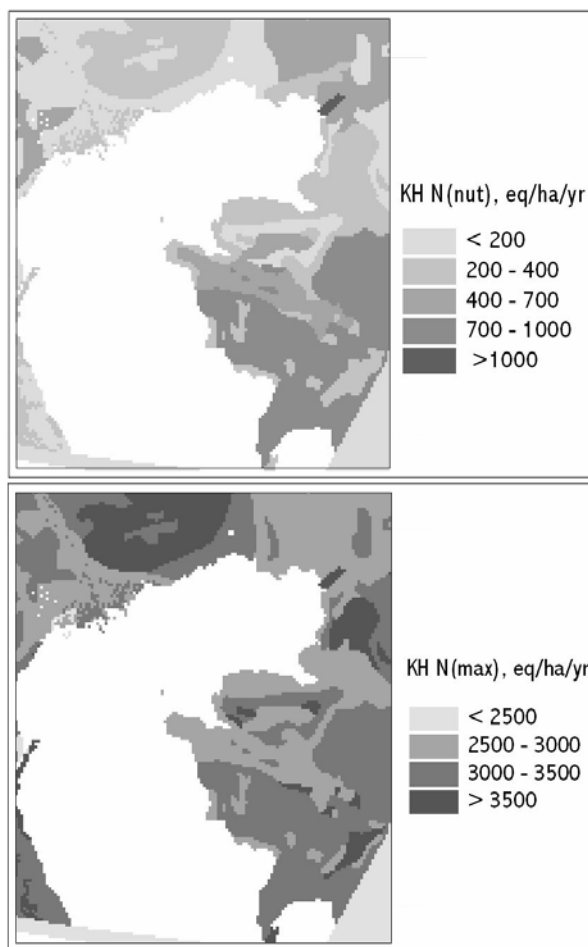 KH N(nut), eq/ha/yr
< 200
200 - 400
400 - 700
700 - 1000
>1000
KH N(max), eq/ha/yr
< 2500
2500 - 3000
3000 - 3500
> 3500